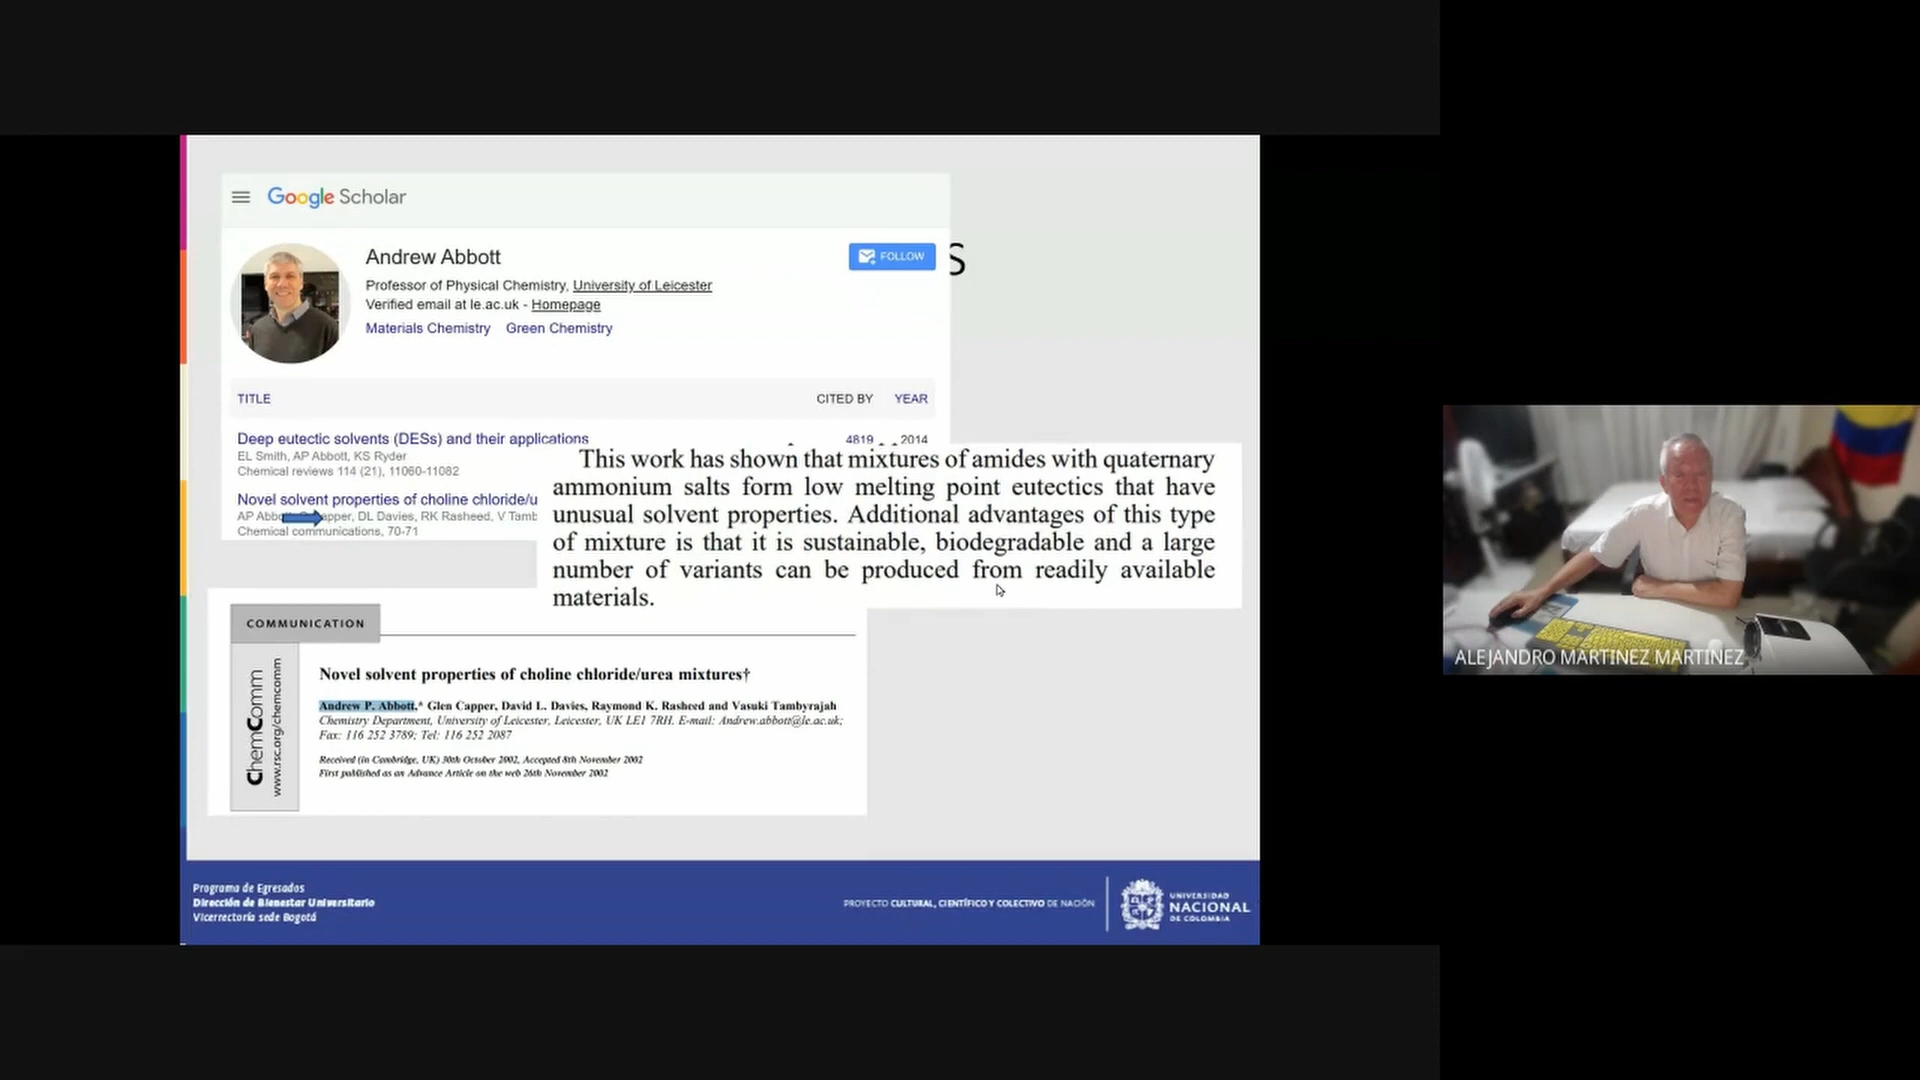 Google Scholar
Andrew Abbott
FOLLOW
S
Professor of Physical Chemistry, University of Leicester
Verified email at le.ac.uk - Homepage
Materials Chemistry Green Chemistry
TITLE CITED BY YEAR
Deep eutectic solvents (DESs) and their applications 4819 2014
EL Smith, AP Abbott, KS Ryder
Chemical reviews 114 (21), 11060-11082
Novel solvent properties of choline chloride/u
AP Abb apper, DL Davies, RK Rasheed, V Tamb
Chemical communications, 70-71
This work has shown that mixtures of amides with quaternary
ammonium salts form low melting point eutectics that have
unusual solvent properties. Additional advantages of this type
of mixture is that it is sustainable, biodegradable and a large
number of variants can be produced from readily available
materials.
COMMUNICATION
ChemComm
www.rsc.org/chemcomm
Novel solvent properties of choline chloride/urea mixtures†
Andrew P. Abbott,* Glen Capper, David L. Davies, Raymond K. Rasheed and Vasuki Tambyrajah
Chemistry Department, University of Leicester, Leicester, UK LE1 7RH. E-mail: Andrew.abbott@le.ac.uk;
Fax: 116 252 3789; Tel: 116 252 2087
Received (in Cambridge, UK) 30th October 2002, Accepted 8th November 2002
First published as an Advance Article on the web 26th November 2002
Programa de Egresados
Dirección de Bienestar Universitario
Vicerrectoría sede Bogotá
PROYECTO CULTURAL, CIENTÍFICO Y COLECTIVO DE NACIÓN
UNIVERSIDAD
NACIONAL
DE COLOMBIA
ALEJANDRO MARTINEZ MARTINEZ